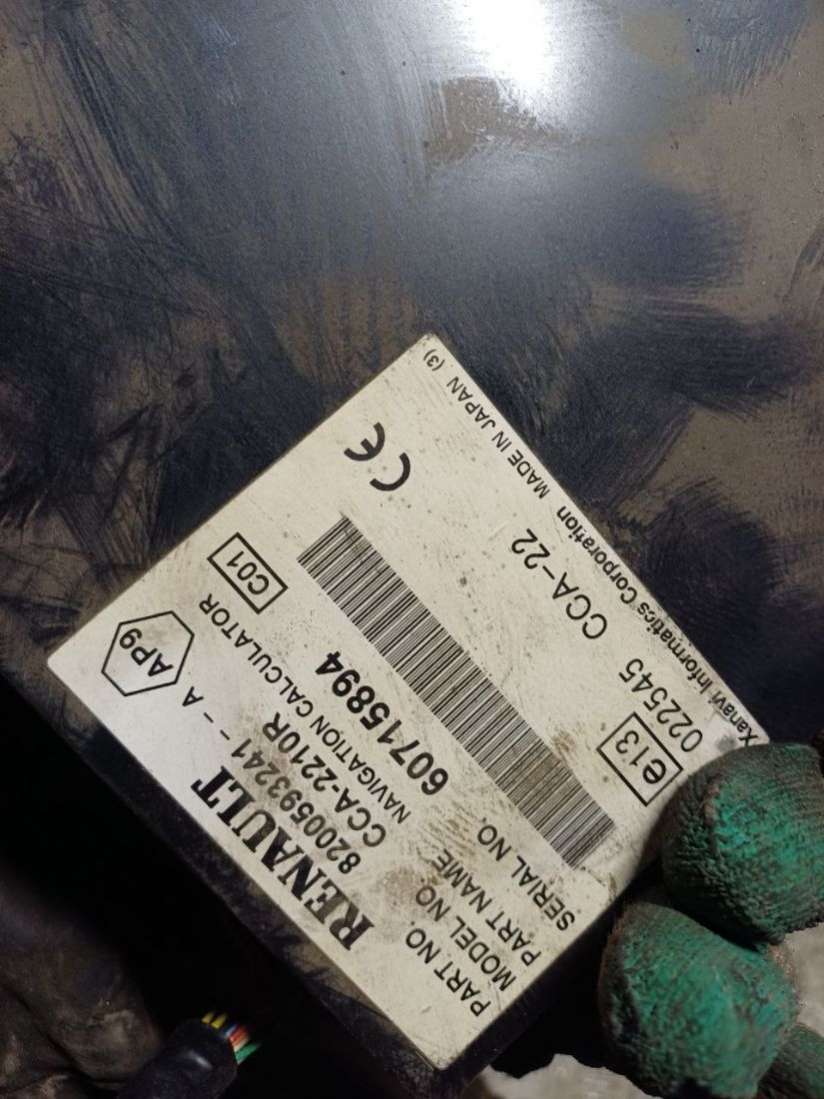 RENAULT
AP9
PART NO. 8200593241 -- A
MODEL NO. CCA-2210R
C01
PART NAME NAVIGATION CALCULATOR
SERIAL NO. 60715894
CE
e13
022545 CCA-22
Xanavi Informatics Corporation MADE IN JAPAN (3)